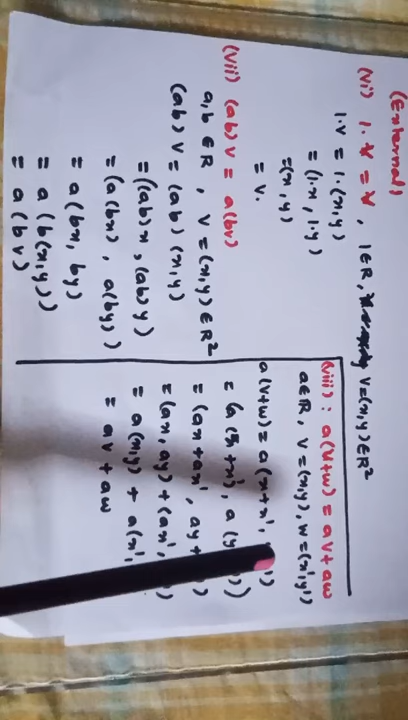 (External)
(vi) 1.v = v, 1∈R, v=(x,y)∈R²
1.v = 1.(x,y)
= (1.x, 1.y)
=(x,y)
= v.
(vii) (ab)v = a(bv)
a,b ∈R, v=(x,y)∈R²
(ab)v = (ab)(x,y)
=((ab)x, (ab)y)
=(a(bx), a(by))
= a(bx, by)
= a(b(x,y))
= a(bv)
(viii): a(v+w) = av+aw
a∈R, v=(x,y), w=(x',y')
a(v+w)=a(x+x',
= (a(x+x'), a(y
= (ax+ax', ay+
=(ax, ay)+(ax',
= a(x,y) + a(x',
= av + aw